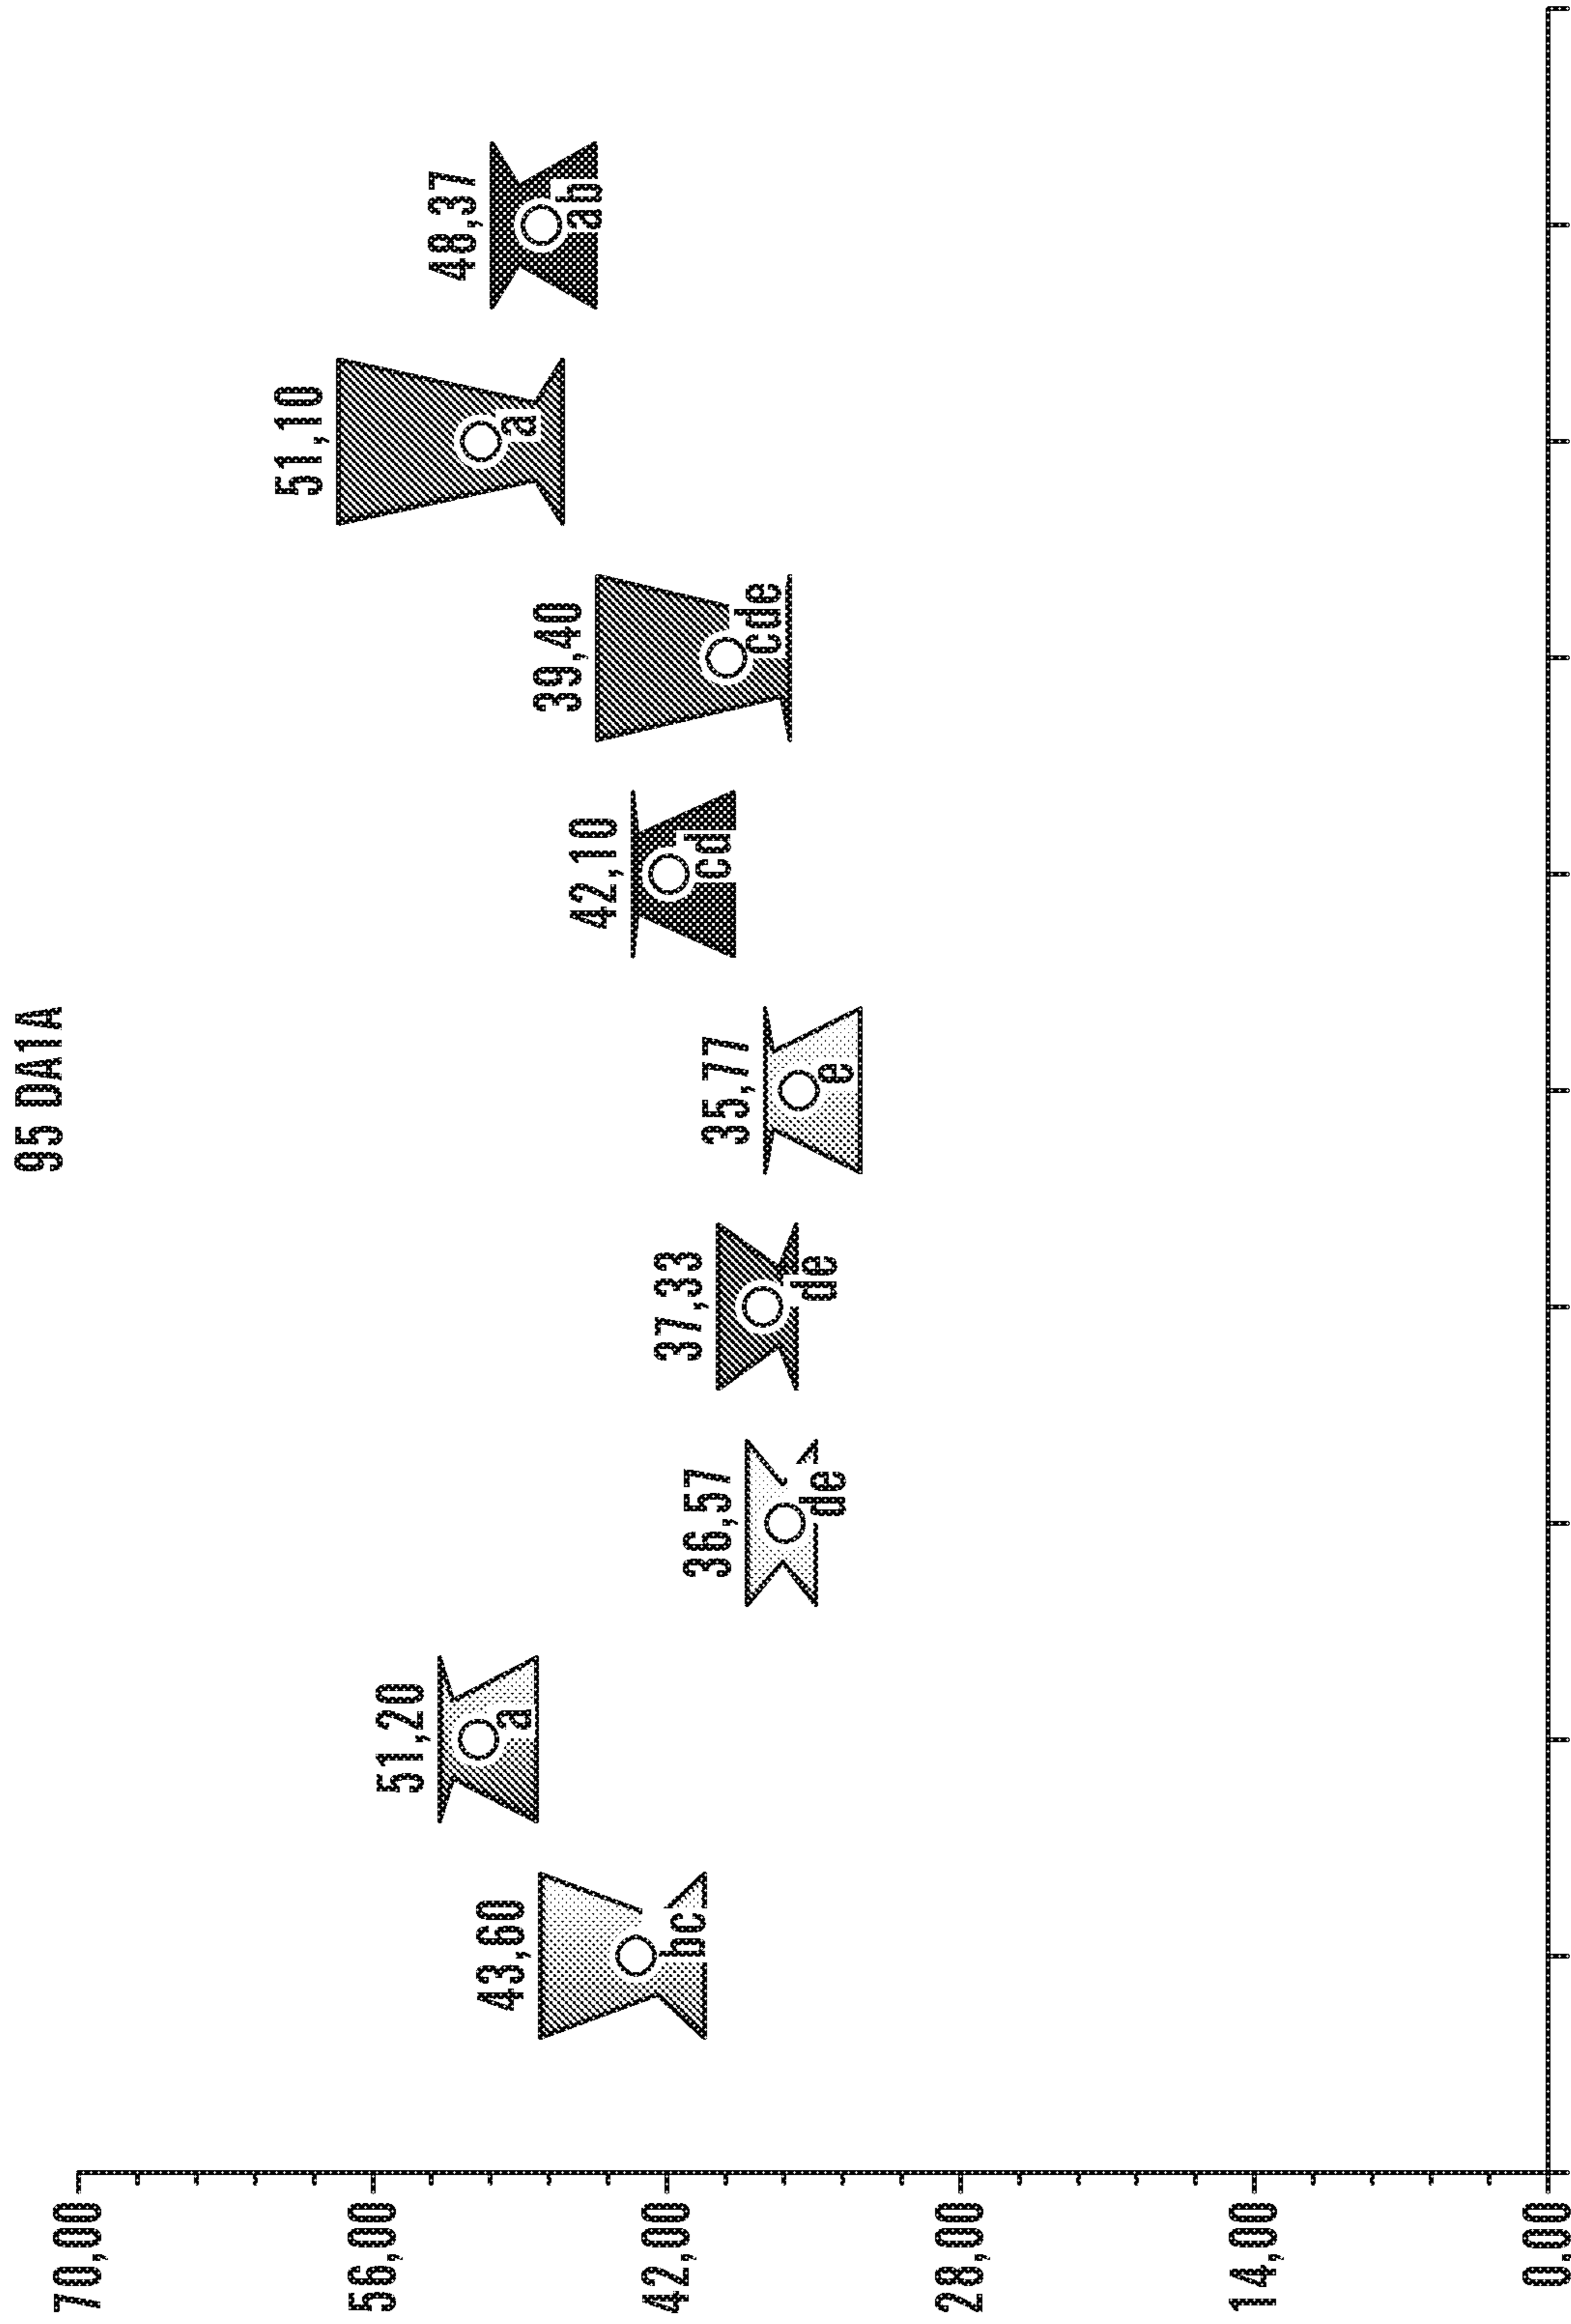 95 DA1A
70,00
56,00
42,00
28,00
14,00
0,00
43,60
bc
51,20
a
36,57
de
37,33
de
35,77
e
42,10
cd
39,40
cde
51,10
a
48,37
ab